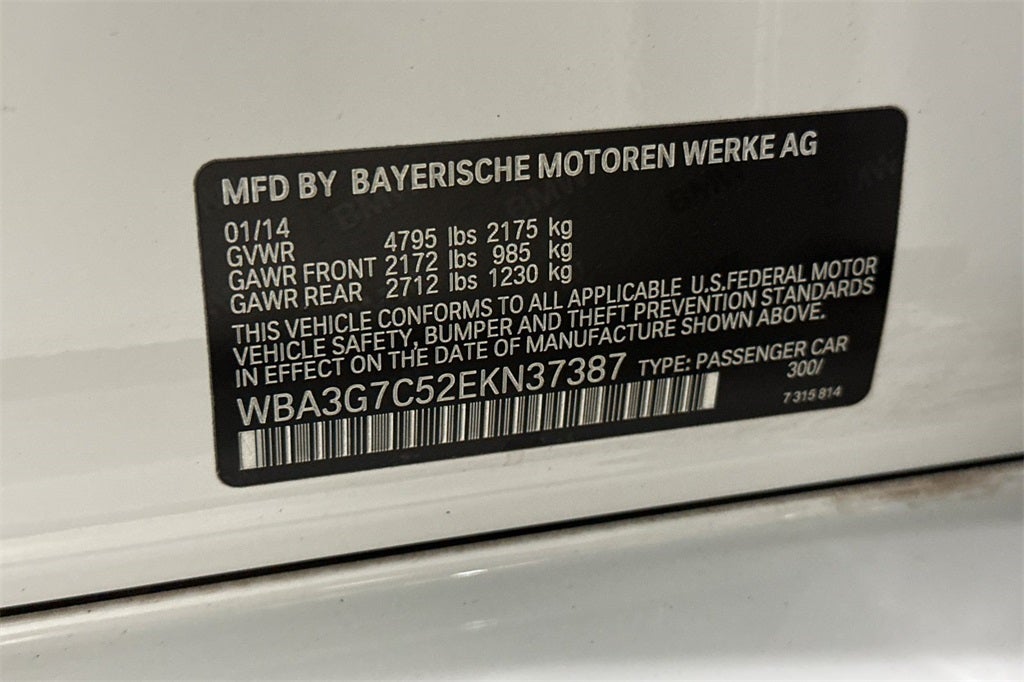 MFD BY BAYERISCHE MOTOREN WERKE AG
01/14
GVWR 4795 lbs 2175 kg
GAWR FRONT 2172 lbs 985 kg
GAWR REAR 2712 lbs 1230 kg
THIS VEHICLE CONFORMS TO ALL APPLICABLE U.S.FEDERAL MOTOR
VEHICLE SAFETY, BUMPER AND THEFT PREVENTION STANDARDS
IN EFFECT ON THE DATE OF MANUFACTURE SHOWN ABOVE.
WBA3G7C52EKN37387 TYPE: PASSENGER CAR
300/
7 315 814